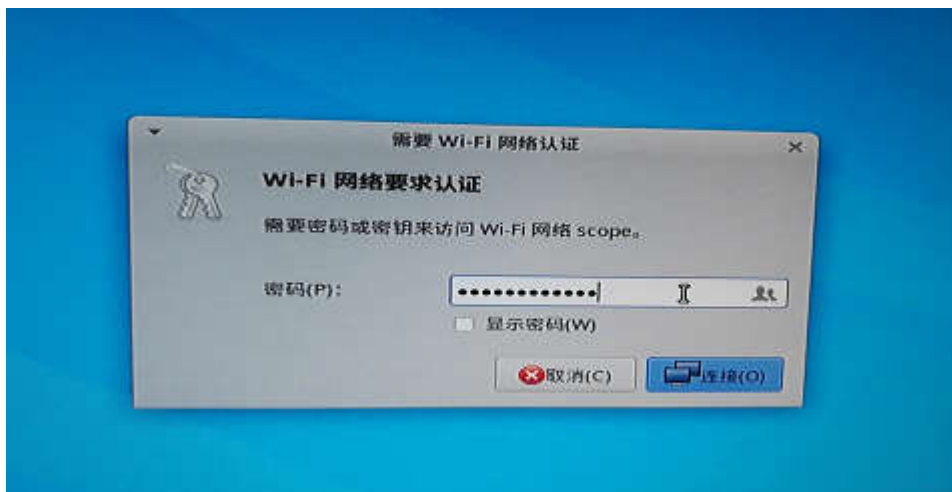 需要 Wi-Fi 网络认证
Wi-Fi 网络要求认证
需要密码或密钥来访问 Wi-Fi 网络 scope。
密码(P)：
显示密码(W)
取消(C) 连接(O)